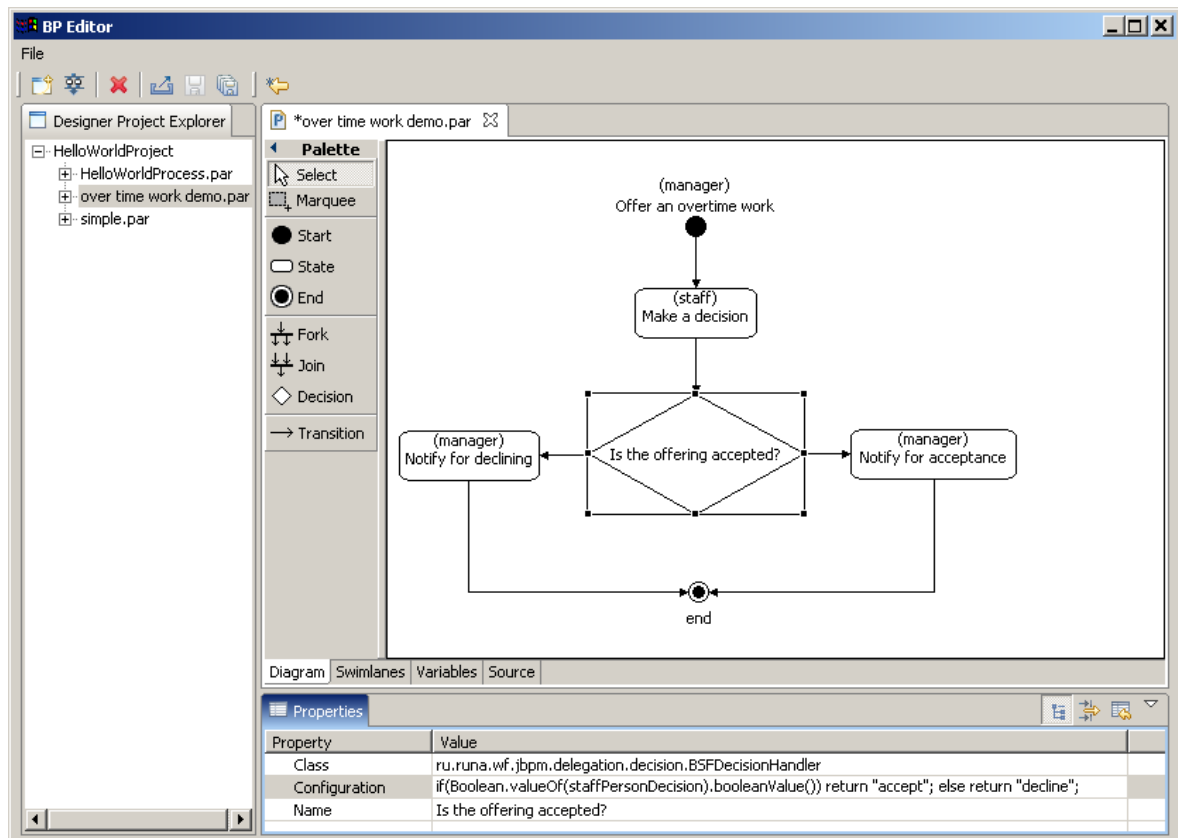 BP Editor
File
Designer Project Explorer
HelloWorldProject
HelloWorldProcess.par
over time work demo.par
simple.par
*over time work demo.par
Palette
Select
Marquee
Start
State
End
Fork
Join
Decision
Transition
(manager)
Offer an overtime work
(staff)
Make a decision
(manager)
Notify for declining
Is the offering accepted?
(manager)
Notify for acceptance
end
Diagram Swimlanes Variables Source
Properties
Property Value
Class ru.runa.wf.jbpm.delegation.decision.BSFDecisionHandler
Configuration if(Boolean.valueOf(staffPersonDecision).booleanValue()) return "accept"; else return "decline";
Name Is the offering accepted?